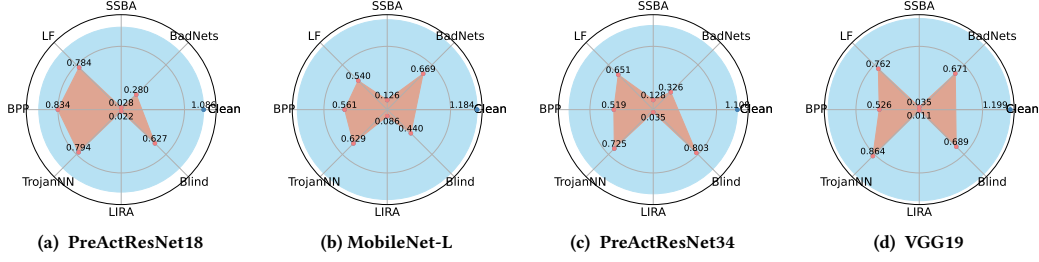 SSBA
LF
BadNets
0.784
0.280
BPP
0.834
0.028
1.086
Clean
0.022
0.794
0.627
TrojanNN
Blind
LIRA
(a) PreActResNet18
SSBA
LF
BadNets
0.669
0.540
BPP
0.561
0.126
1.184
Clean
0.086
0.440
0.629
TrojanNN
Blind
LIRA
(b) MobileNet-L
SSBA
LF
BadNets
0.651
0.326
BPP
0.519
0.128
Clean
0.035
0.725
0.803
TrojanNN
Blind
LIRA
(c) PreActResNet34
SSBA
LF
BadNets
0.762
0.671
BPP
0.526
0.035
1.199
Clean
0.011
0.689
0.864
TrojanNN
Blind
LIRA
(d) VGG19